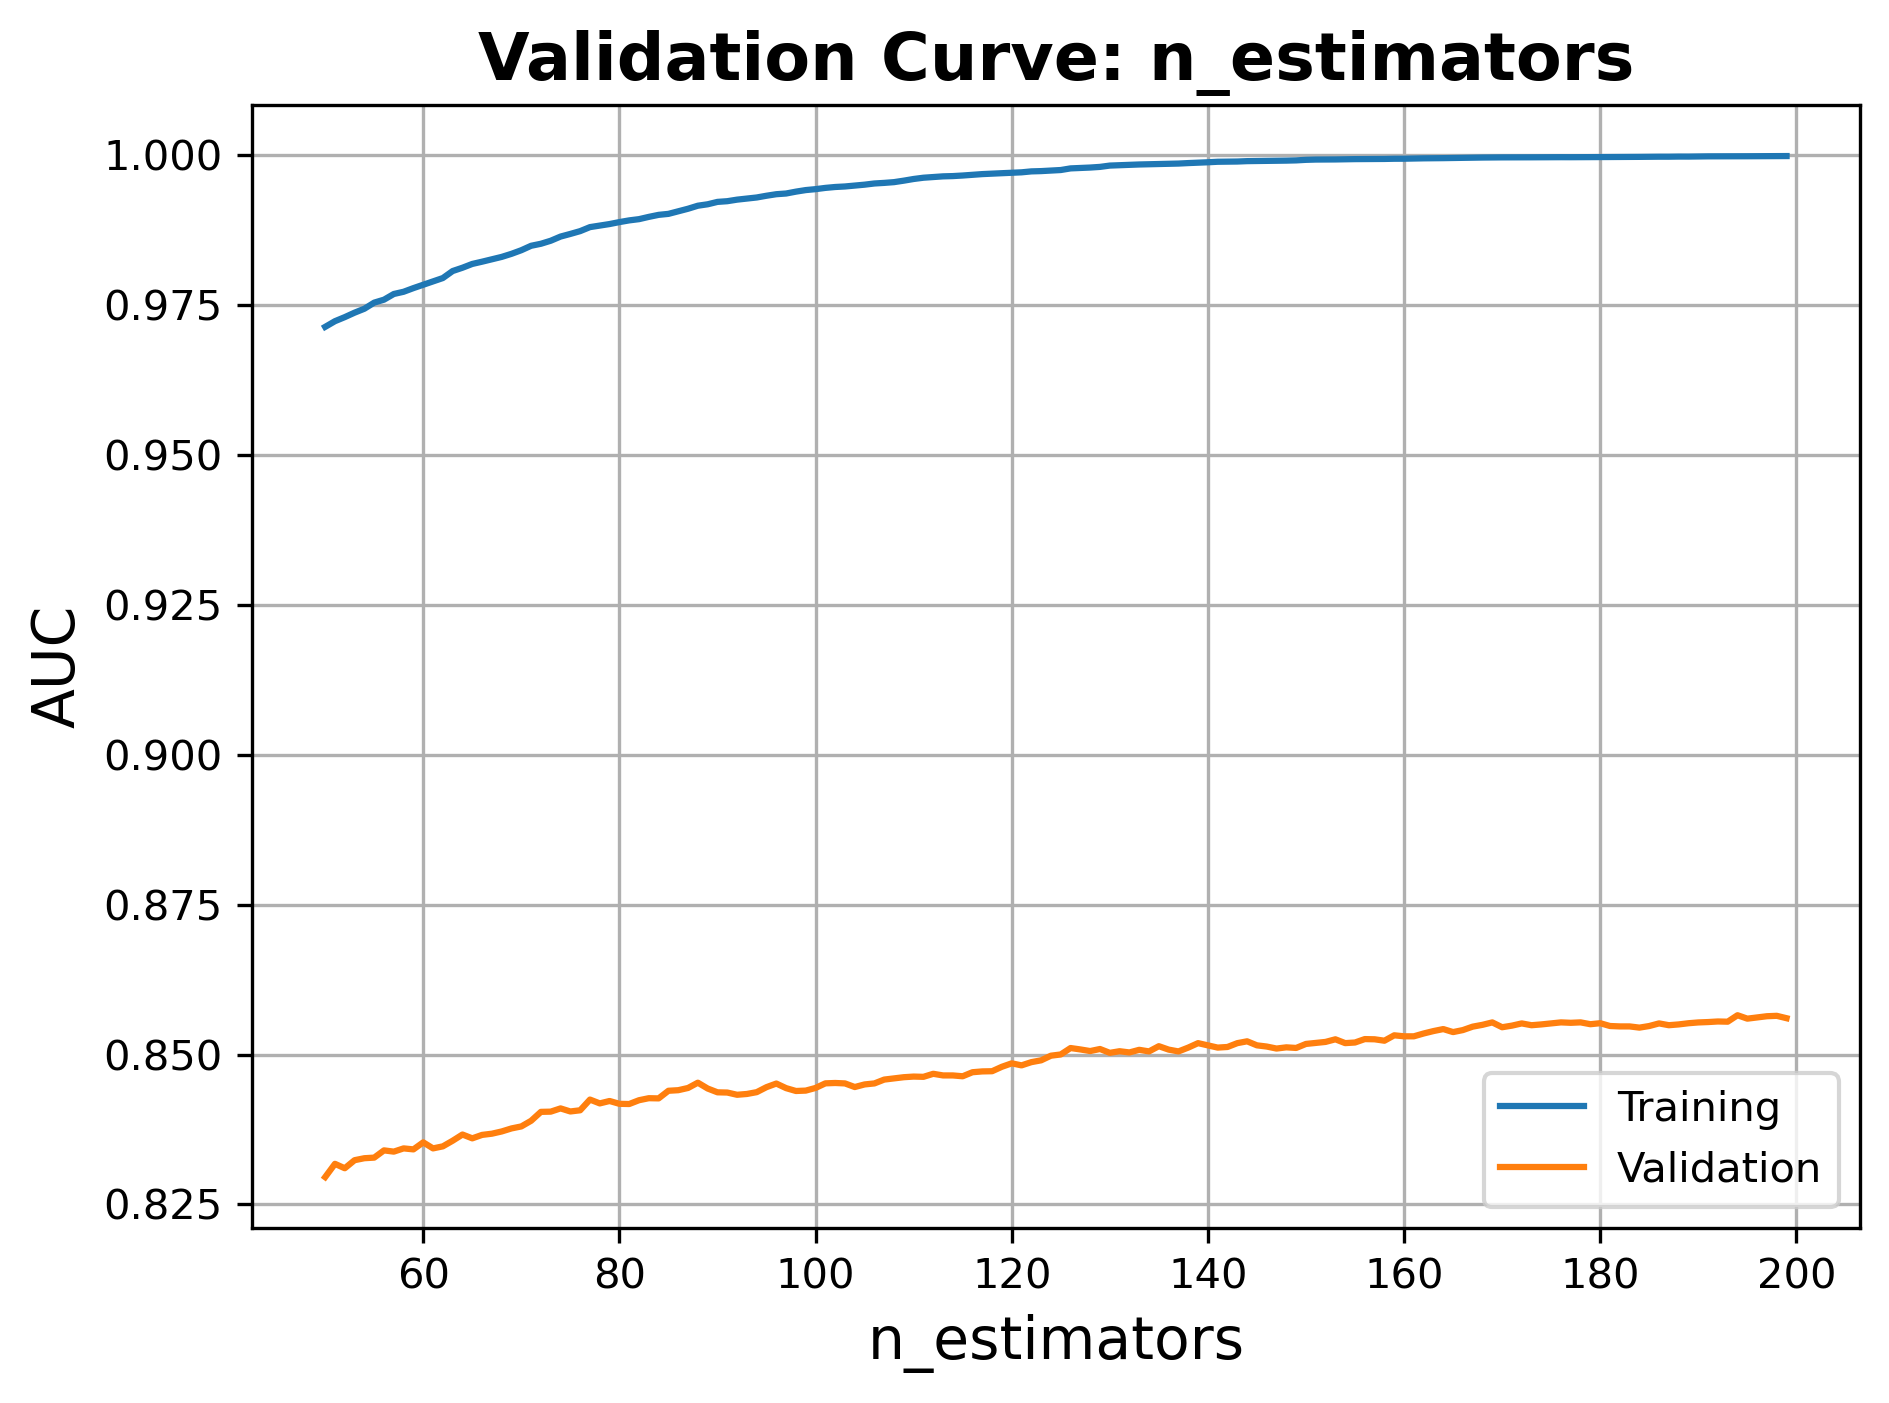 Validation Curve: n_estimators
1.000
0.975
0.950
0.925
0.900
0.875
0.850
0.825
AUC
Training
Validation
60 80 100 120 140 160 180 200
n_estimators